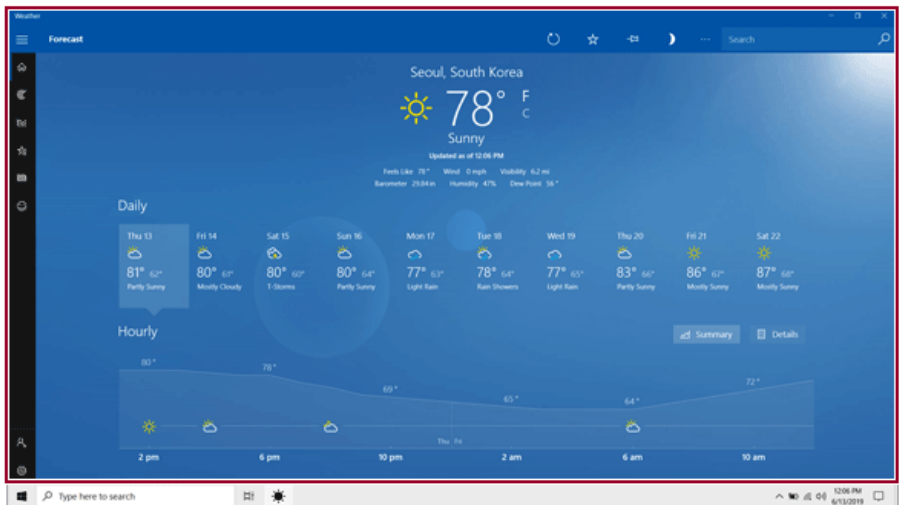 Weather
Forecast
Search
Seoul, South Korea
78° F
C
Sunny
Updated as of 12:06 PM
Feels Like 78° Wind 0 mph Visibility 6.2 mi
Barometer 29.84 in Humidity 47% Dew Point 56°
Daily
Thu 13 Fri 14 Sat 15 Sun 16 Mon 17 Tue 18 Wed 19 Thu 20 Fri 21 Sat 22
81° 62° 80° 61° 80° 60° 80° 64° 77° 63° 78° 64° 77° 65° 83° 66° 86° 67° 87° 68°
Partly Sunny Mostly Cloudy T-Storms Partly Sunny Light Rain Rain Showers Light Rain Partly Sunny Mostly Sunny Mostly Sunny
Hourly
Summary Details
80° 78° 69° 65° 64° 72°
Thu Fri
2 pm 6 pm 10 pm 2 am 6 am 10 am
Type here to search
12:06 PM
6/13/2019